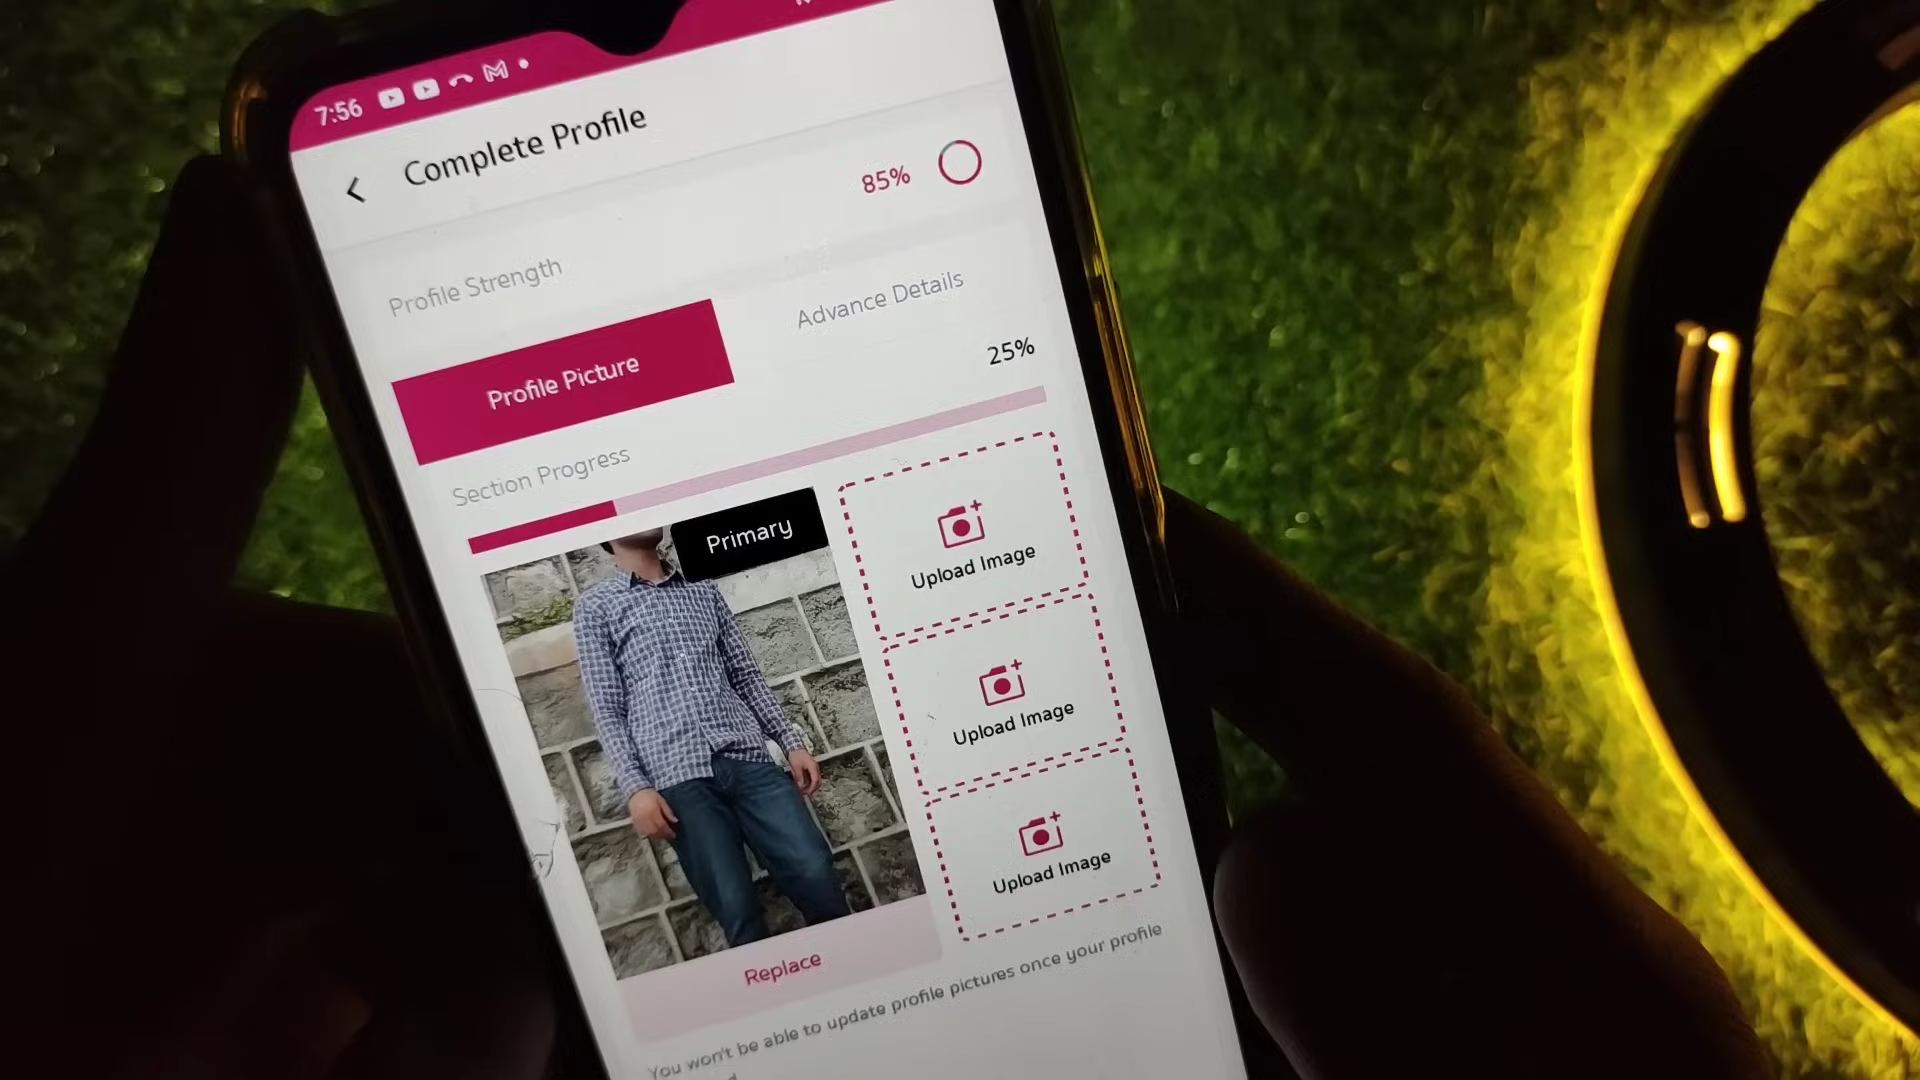 7:56
Complete Profile
85%
Profile Strength
Profile Picture
Advance Details
25%
Section Progress
Primary
Upload Image
Upload Image
Upload Image
Replace
You won't be able to update profile pictures once your profile